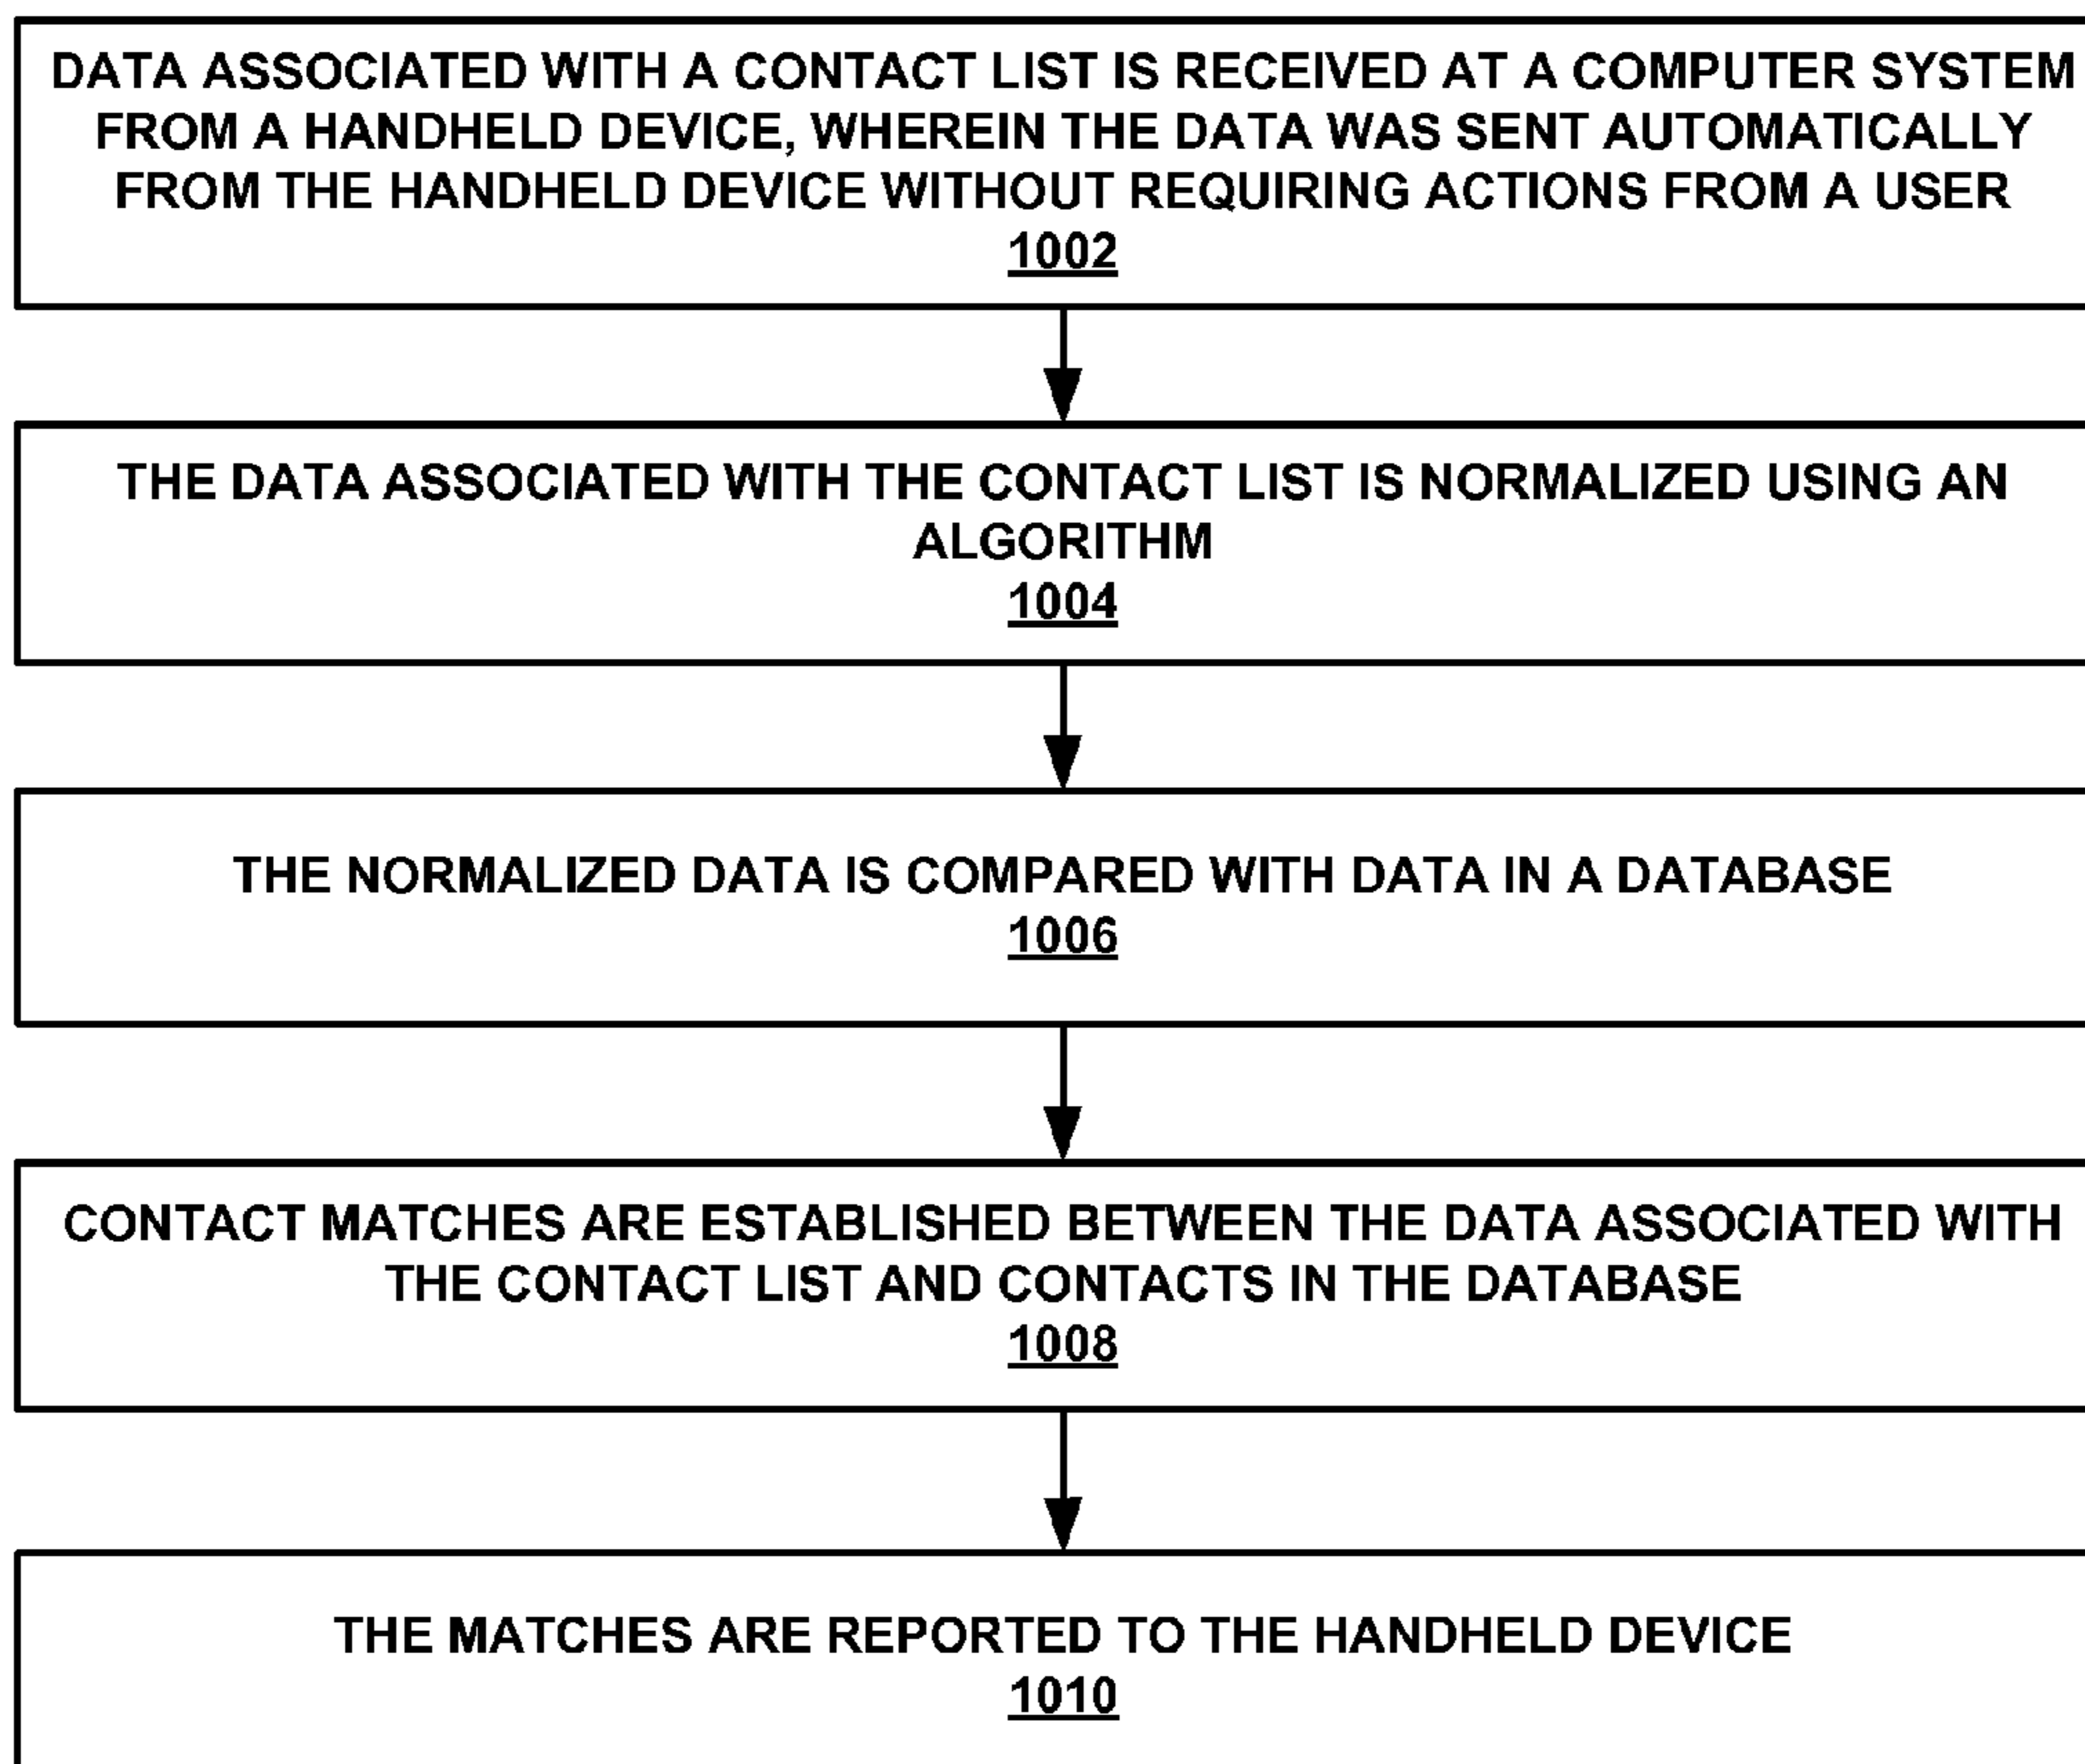 DATA ASSOCIATED WITH A CONTACT LIST IS RECEIVED AT A COMPUTER SYSTEM
FROM A HANDHELD DEVICE, WHEREIN THE DATA WAS SENT AUTOMATICALLY
FROM THE HANDHELD DEVICE WITHOUT REQUIRING ACTIONS FROM A USER
1002
THE DATA ASSOCIATED WITH THE CONTACT LIST IS NORMALIZED USING AN
ALGORITHM
1004
THE NORMALIZED DATA IS COMPARED WITH DATA IN A DATABASE
1006
CONTACT MATCHES ARE ESTABLISHED BETWEEN THE DATA ASSOCIATED WITH
THE CONTACT LIST AND CONTACTS IN THE DATABASE
1008
THE MATCHES ARE REPORTED TO THE HANDHELD DEVICE
1010